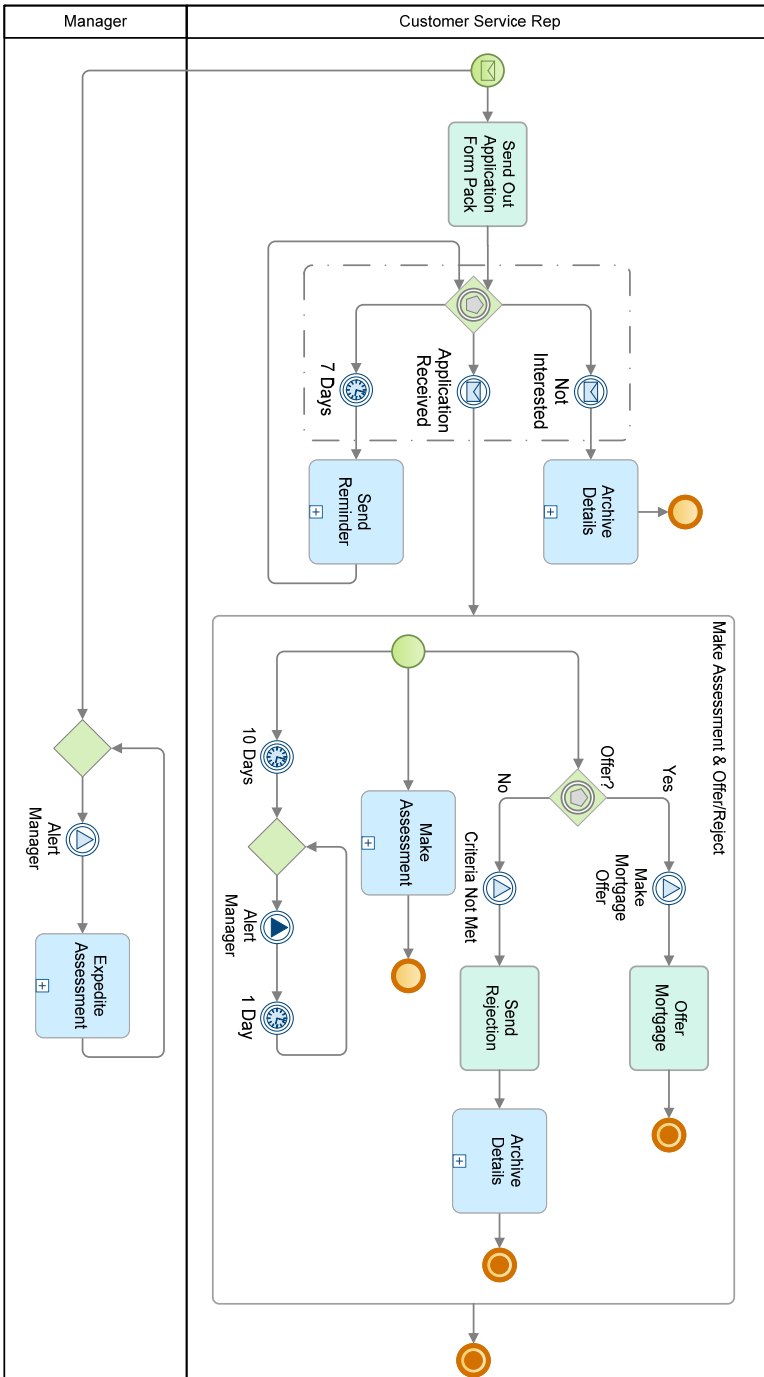 Manager
Customer Service Rep
Send Out
Application
Form Pack
Not
Interested
Application
Received
7 Days
Archive
Details
Send
Reminder
Make Assessment & Offer/Reject
Offer?
Yes
No
Make
Mortgage
Offer
Criteria Not Met
10 Days
Make
Assessment
Alert
Manager
1 Day
Offer
Mortgage
Send
Rejection
Archive
Details
Alert
Manager
Expedite
Assessment